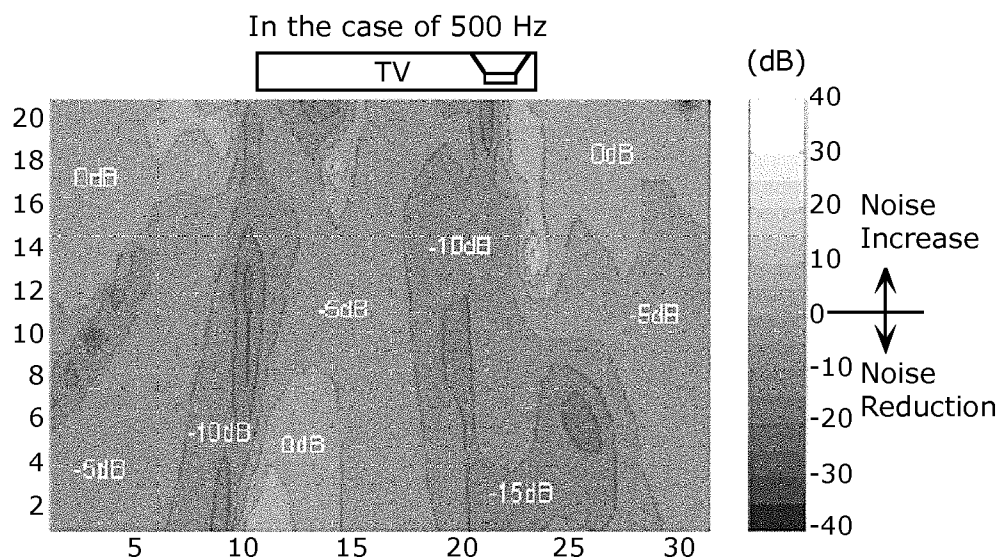 In the case of 500 Hz
TV
(dB)
20
18
16
14
12
10
8
6
4
2
5
10
15
20
25
30
0dB
0dB
-10dB
-5dB
5dB
-10dB
0dB
-5dB
-15dB
40
30
20
10
0
-10
-20
-30
-40
Noise
Increase
Noise
Reduction